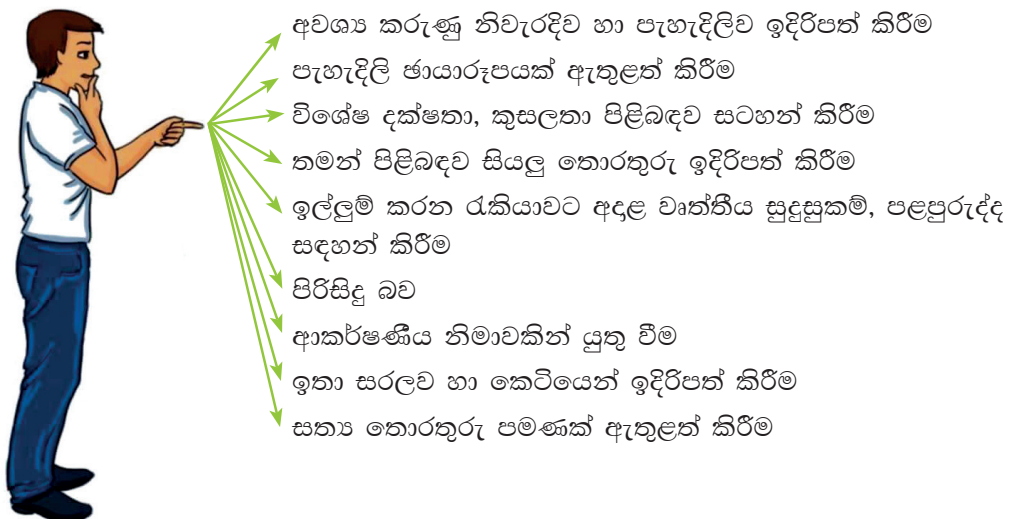 අවශ්‍ය කරුණු නිවැරදිව හා පැහැදිලිව ඉදිරිපත් කිරීම
පැහැදිලි ඡායාරූපයක් ඇතුළත් කිරීම
විශේෂ දක්ෂතා, කුසලතා පිළිබඳව සටහන් කිරීම
තමන් පිළිබඳව සියලු තොරතුරු ඉදිරිපත් කිරීම
ඉල්ලුම් කරන රැකියාවට අදාළ වෘත්තීය සුදුසුකම්, පළපුරුද්ද
සඳහන් කිරීම
පිරිසිදු බව
ආකර්ෂණීය නිමාවකින් යුතු වීම
ඉතා සරලව හා කෙටියෙන් ඉදිරිපත් කිරීම
සත්‍ය තොරතුරු පමණක් ඇතුළත් කිරීම